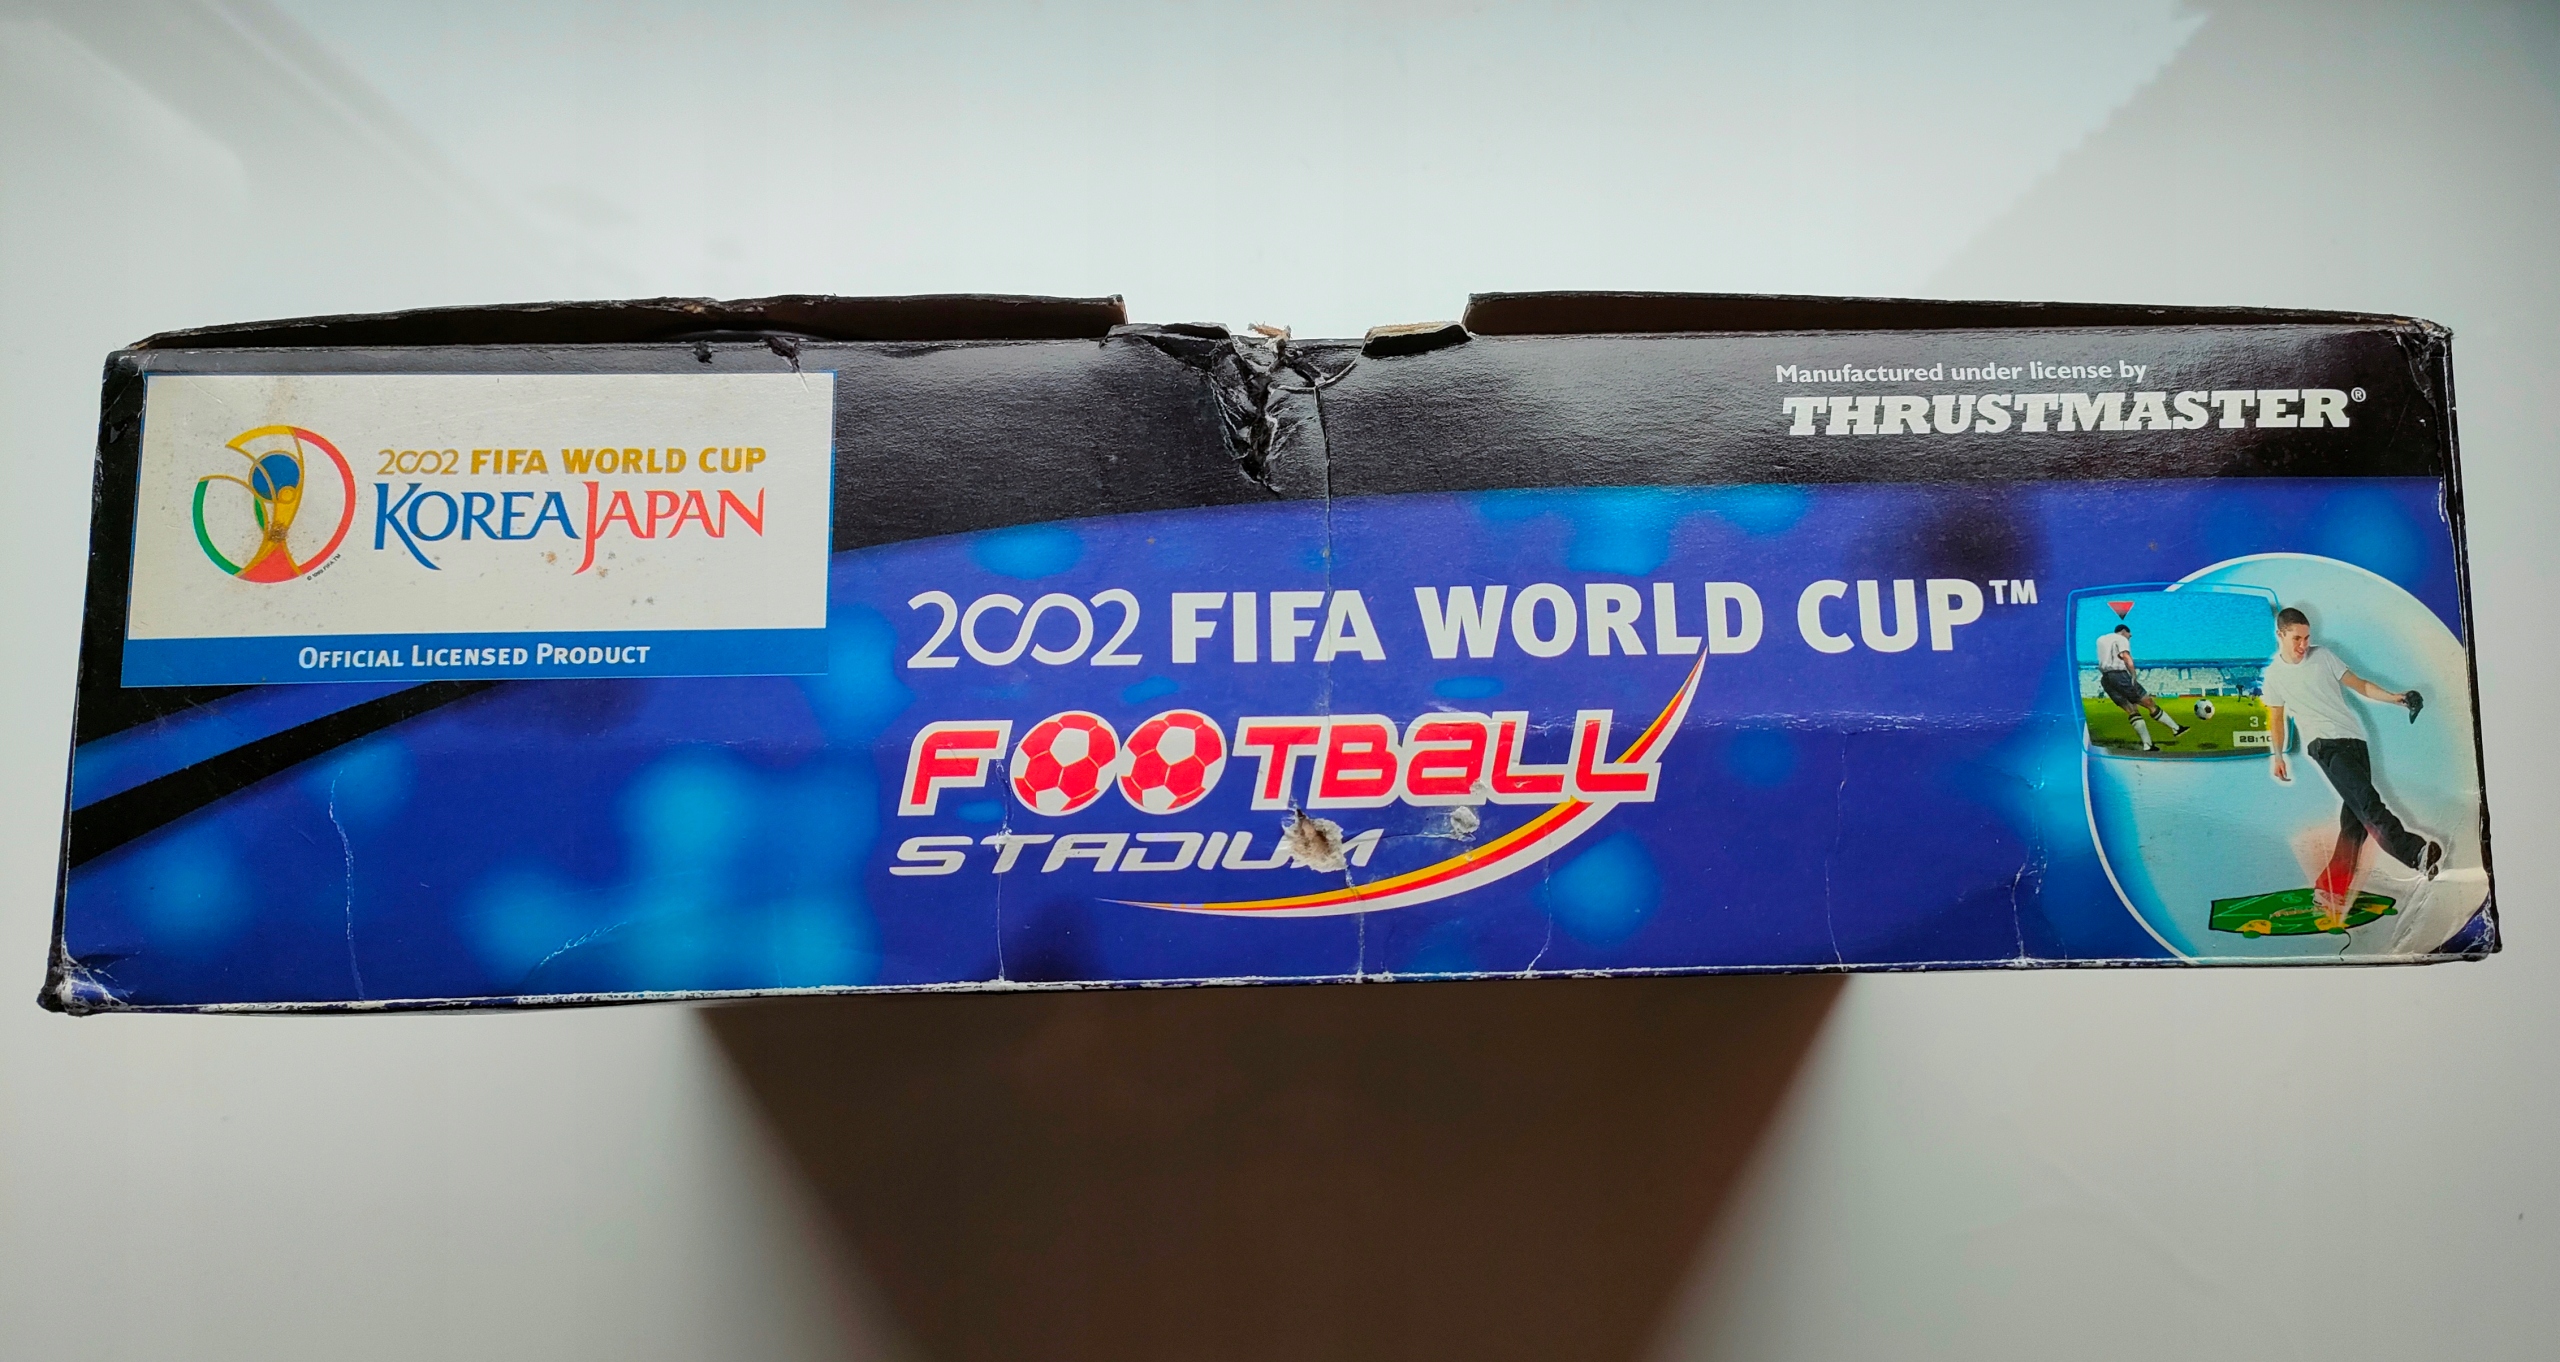 2002 FIFA WORLD CUP
KOREA JAPAN
OFFICIAL LICENSED PRODUCT
Manufactured under license by
THRUSTMASTER®
2002 FIFA WORLD CUP™
FOOTBALL
STADIUM